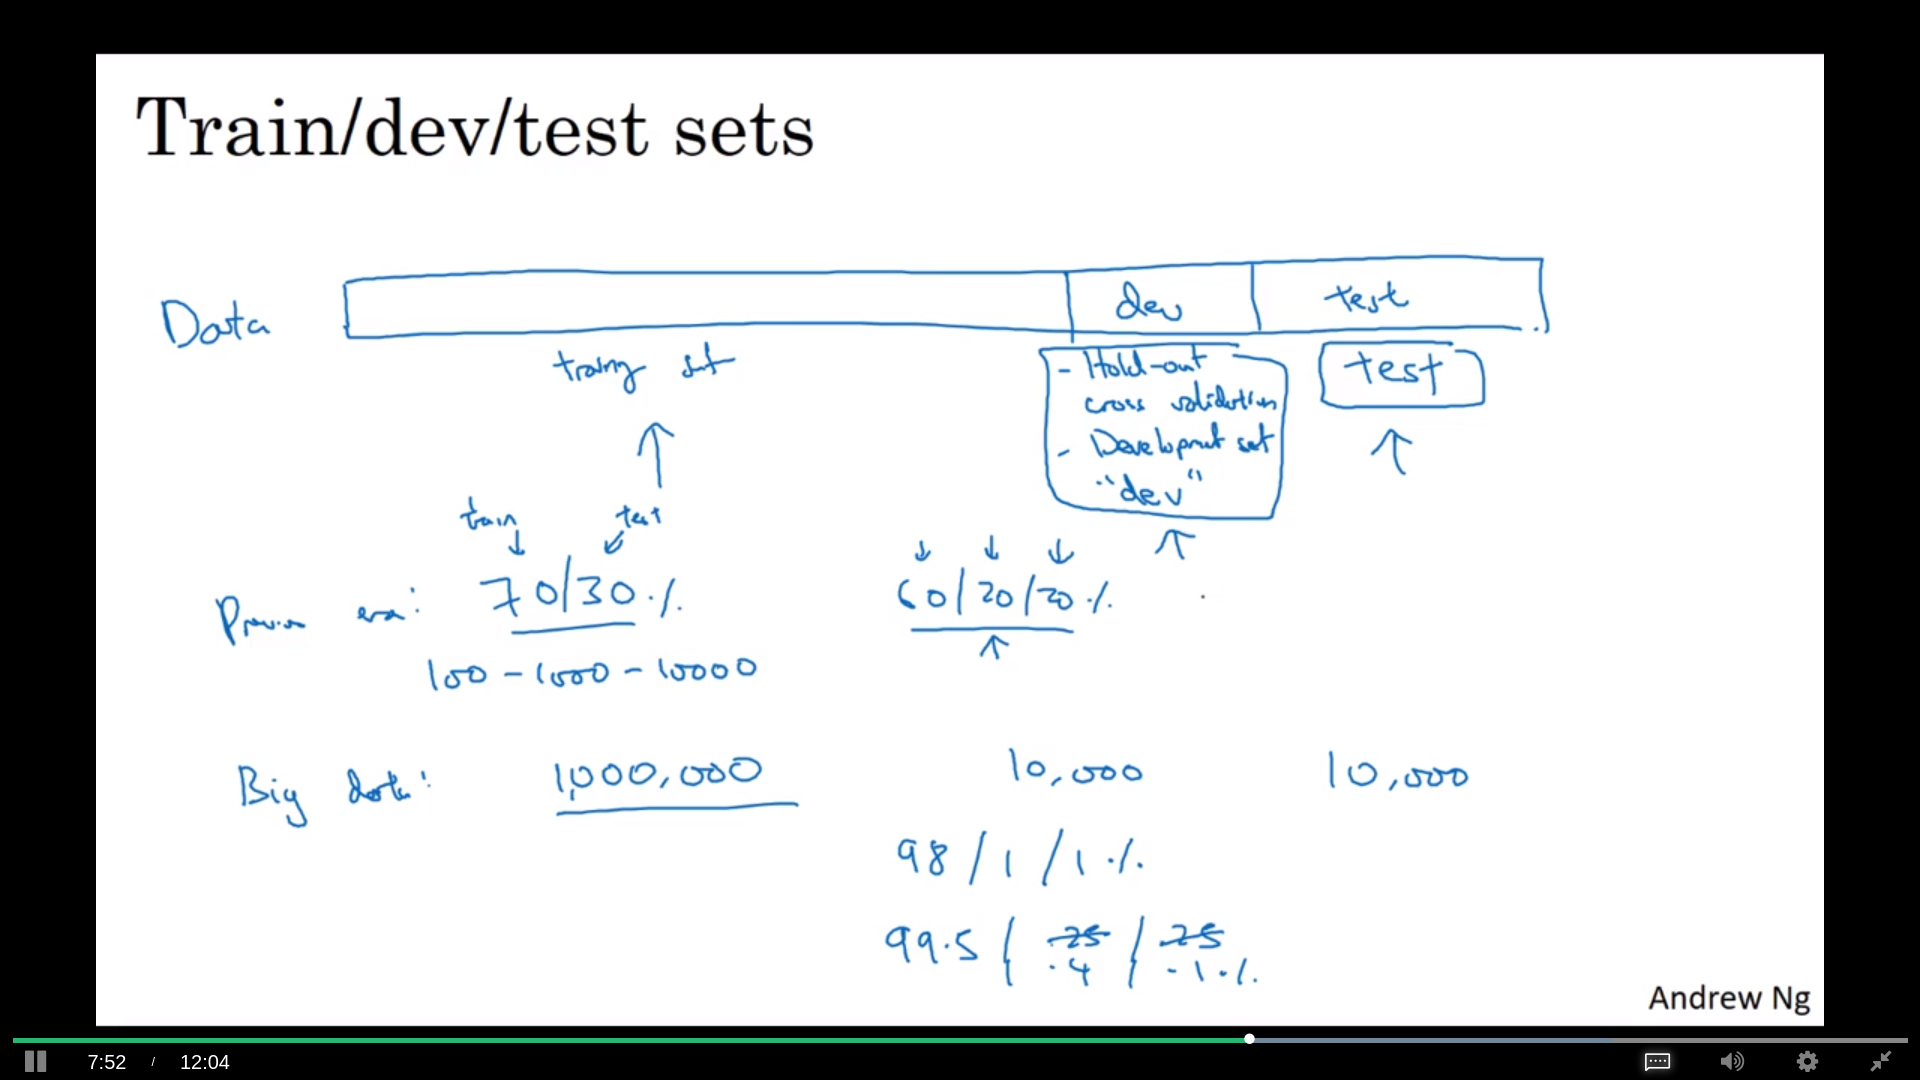 Train/dev/test sets
Data
dev
test
training set
- Hold-out
cross validation
- Development set
"dev"
test
train
test
Previous era:
70/30 %
60/20/20 %
100 - 1000 - 10000
Big data:
1,000,000
10,000
10,000
98 / 1 / 1 %
99.5 / .25 / .25
.4
.1 %
Andrew Ng
7:52 / 12:04